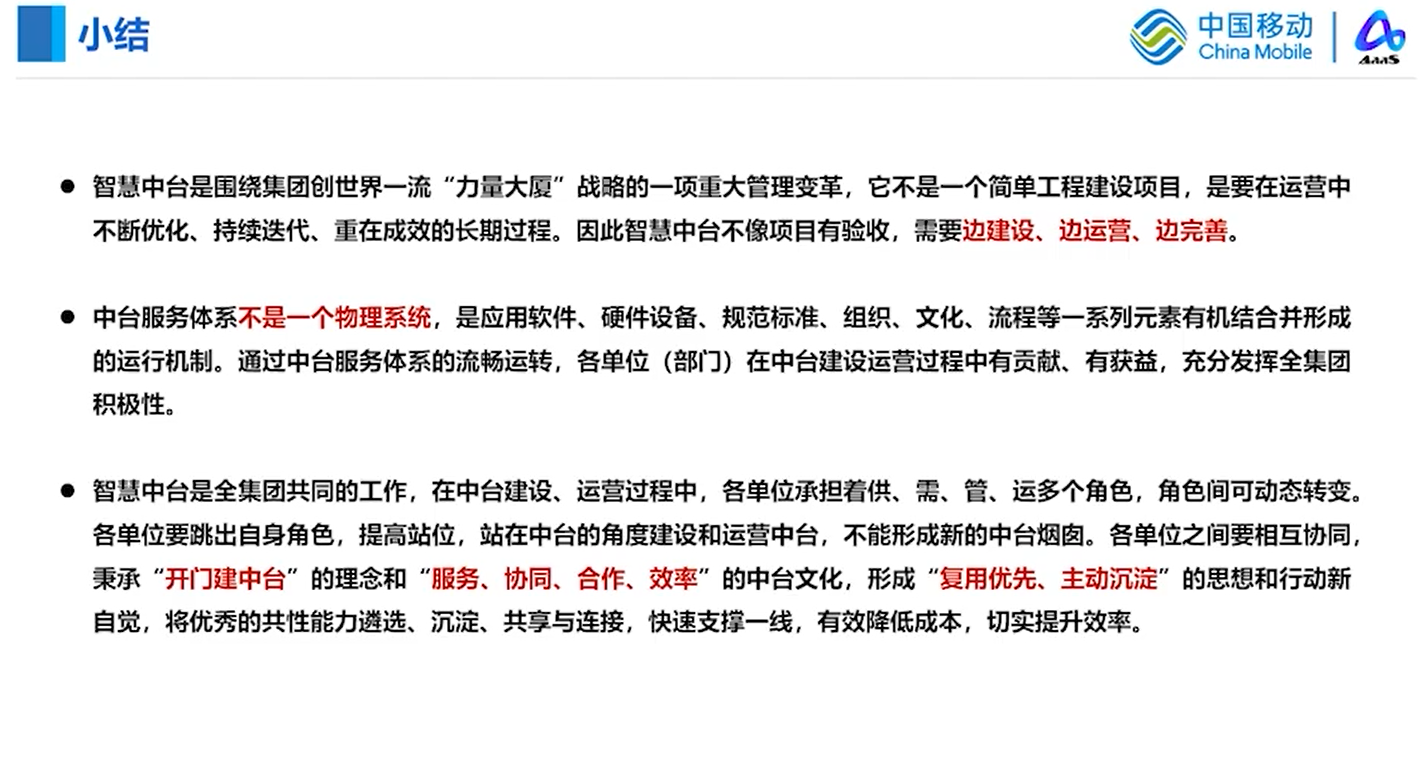 小结
中国移动
China Mobile
AaaS
● 智慧中台是围绕集团创世界一流“力量大厦”战略的一项重大管理变革，它不是一个简单工程建设项目，是要在运营中
不断优化、持续迭代、重在成效的长期过程。因此智慧中台不像项目有验收，需要边建设、边运营、边完善。
● 中台服务体系不是一个物理系统，是应用软件、硬件设备、规范标准、组织、文化、流程等一系列元素有机结合并形成
的运行机制。通过中台服务体系的流畅运转，各单位（部门）在中台建设运营过程中有贡献、有获益，充分发挥全集团
积极性。
● 智慧中台是全集团共同的工作，在中台建设、运营过程中，各单位承担着供、需、管、运多个角色，角色间可动态转变。
各单位要跳出自身角色，提高站位，站在中台的角度建设和运营中台，不能形成新的中台烟囱。各单位之间要相互协同，
秉承“开门建中台”的理念和“服务、协同、合作、效率”的中台文化，形成“复用优先、主动沉淀”的思想和行动新
自觉，将优秀的共性能力遴选、沉淀、共享与连接，快速支撑一线，有效降低成本，切实提升效率。